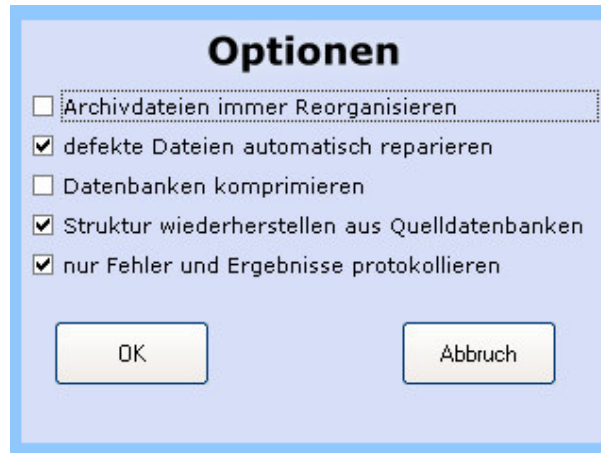 Optionen
Archivdateien immer Reorganisieren
defekte Dateien automatisch reparieren
Datenbanken komprimieren
Struktur wiederherstellen aus Quelldatenbanken
nur Fehler und Ergebnisse protokollieren
OK Abbruch